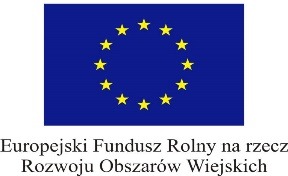 Europejski Fundusz Rolny na rzecz
Rozwoju Obszarów Wiejskich